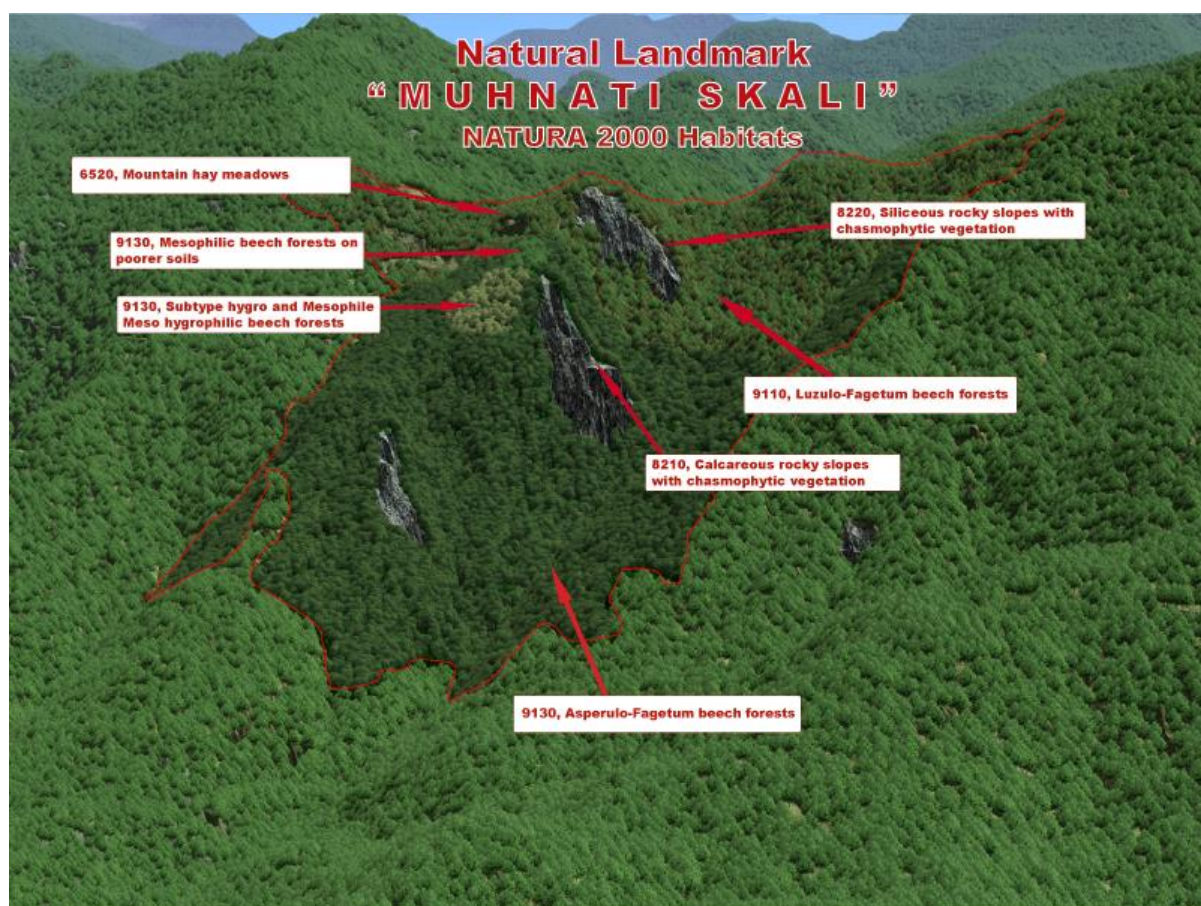 Natural Landmark
“MUHNATI SKALI”
NATURA 2000 Habitats
6520, Mountain hay meadows
8220, Siliceous rocky slopes with
chasmophytic vegetation
9130, Mesophilic beech forests on
poorer soils
9130, Subtype hygro and Mesophile
Meso hygrophilic beech forests
9110, Luzulo-Fagetum beech forests
8210, Calcareous rocky slopes
with chasmophytic vegetation
9130, Asperulo-Fagetum beech forests